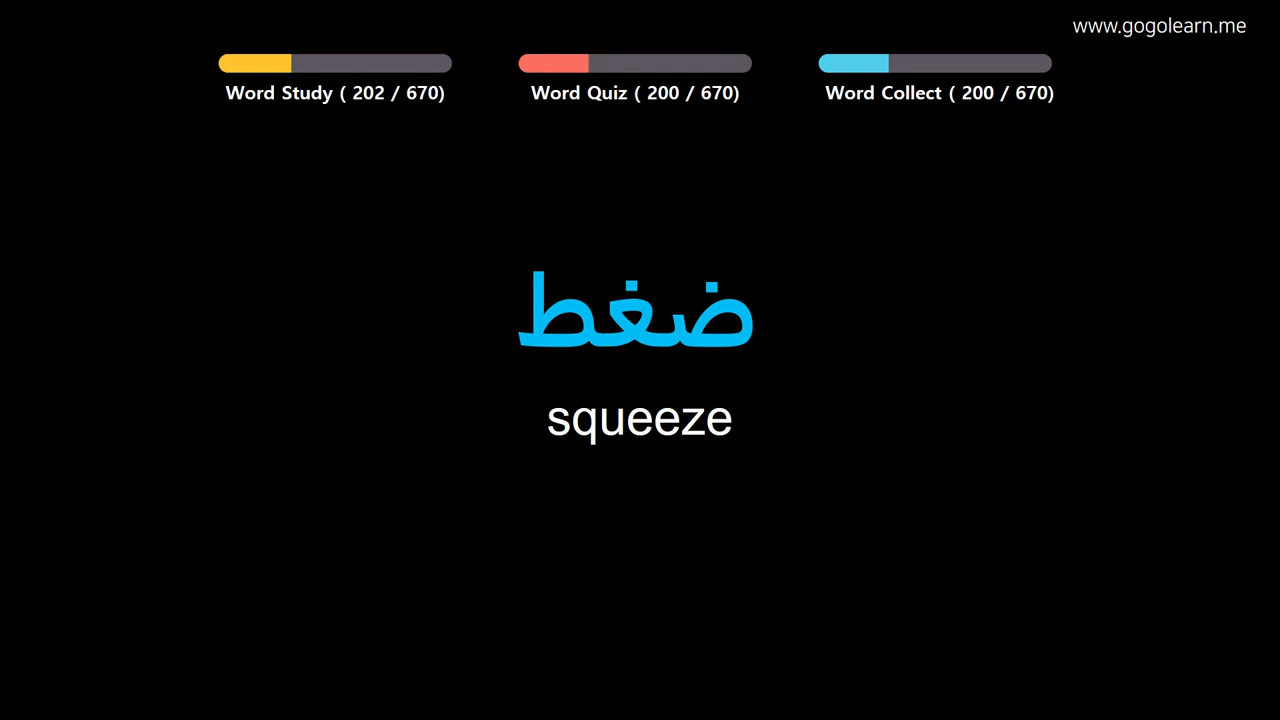 www.gogolearn.me
Word Study ( 202 / 670)
Word Quiz ( 200 / 670)
Word Collect ( 200 / 670)
ضغط
squeeze